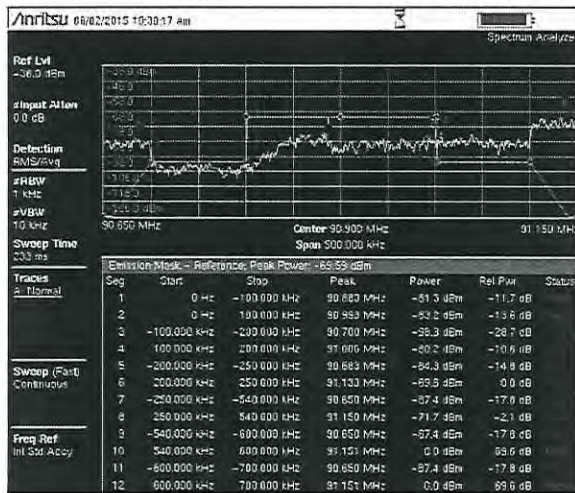 Anritsu 06/02/2015 10:38:17 am
Spectrum Analyzer
Ref Lvl
-36.0 dBm
#Input Atten
0.0 dB
Detection
RMS/Avg
#RBW
1 kHz
#VBW
10 kHz
Sweep Time
233 ms
Traces
A: Normal
Sweep (Fast)
Continuous
Freq Ref
Int Std Accy
90.650 MHz
Center 90.900 MHz
Span 500.000 kHz
91.150 MHz
Emission Mask - Reference: Peak Power: -69.59 dBm
Seg Start Stop Peak Power Rel Pwr Status
1 0 Hz -100.000 kHz 90.883 MHz -81.3 dBm -11.7 dB
2 0 Hz 100.000 kHz 90.993 MHz -83.2 dBm -13.6 dB
3 -100.000 kHz -200.000 kHz 90.700 MHz -98.3 dBm -28.7 dB
4 100.000 kHz 200.000 kHz 91.006 MHz -80.2 dBm -10.6 dB
5 -200.000 kHz -250.000 kHz 90.683 MHz -84.3 dBm -14.8 dB
6 200.000 kHz 250.000 kHz 91.133 MHz -69.6 dBm 0.0 dB
7 -250.000 kHz -540.000 kHz 90.650 MHz -87.4 dBm -17.8 dB
8 250.000 kHz 540.000 kHz 91.150 MHz -71.7 dBm -2.1 dB
9 -540.000 kHz -600.000 kHz 90.650 MHz -87.4 dBm -17.8 dB
10 540.000 kHz 600.000 kHz 91.151 MHz 0.0 dBm 69.6 dB
11 -600.000 kHz -700.000 kHz 90.650 MHz -87.4 dBm -17.8 dB
12 600.000 kHz 700.000 kHz 91.151 MHz 0.0 dBm 69.6 dB